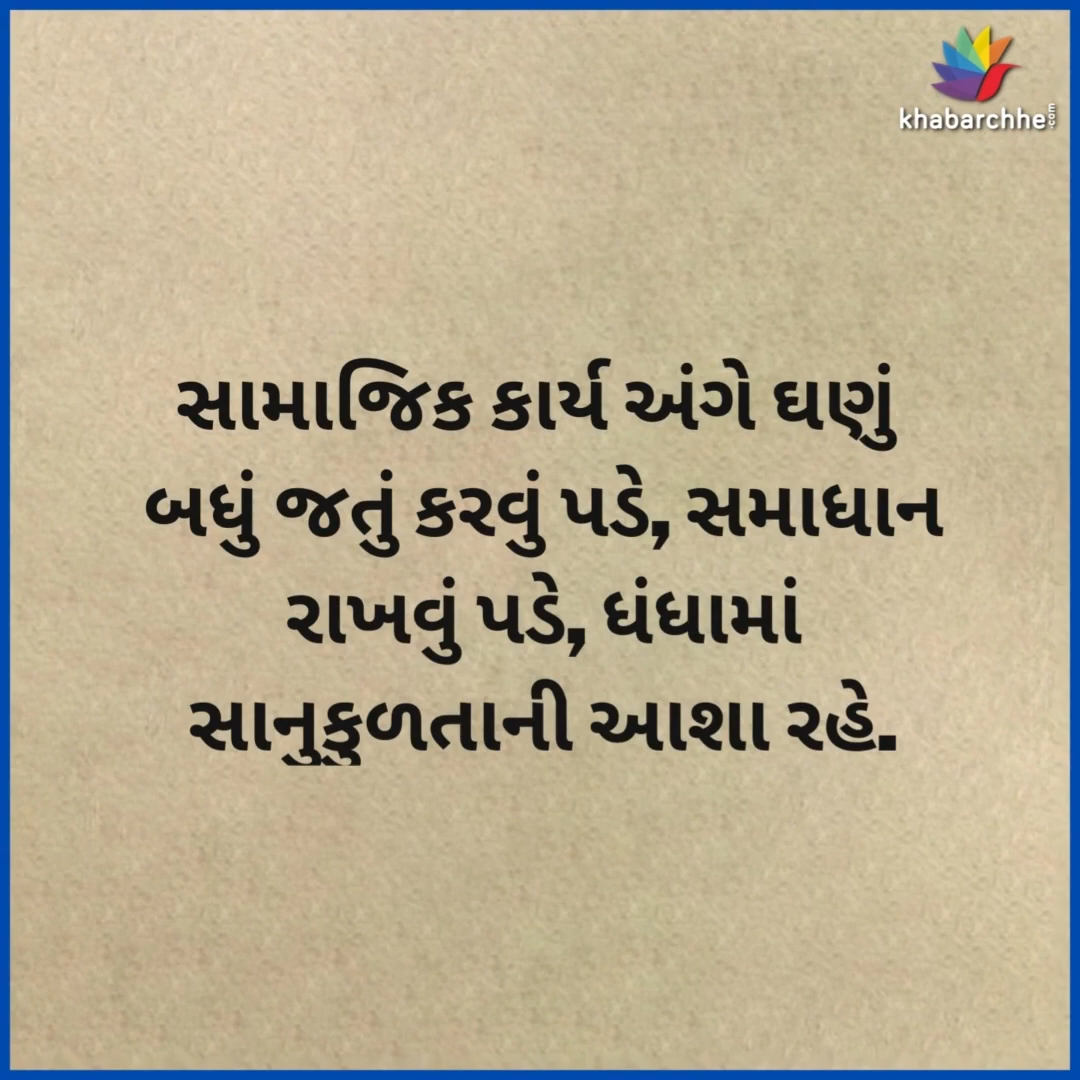 khabarchhe.com
સામાજિક કાર્ય અંગે ઘણું
બધું જતું કરવું પડે, સમાધાન
રાખવું પડે, ધંધામાં
સાનુકુળતાની આશા રહે.